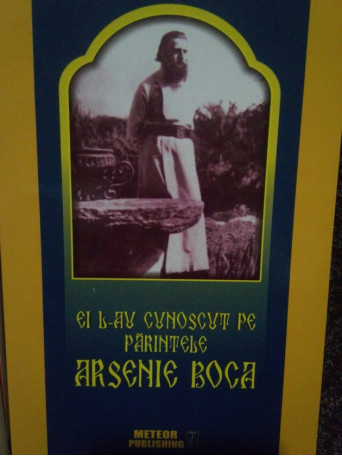 EI L-AU CUNOSCUT PE
PĂRINTELE
ARSENIE BOCA
METEOR
PUBLISHING